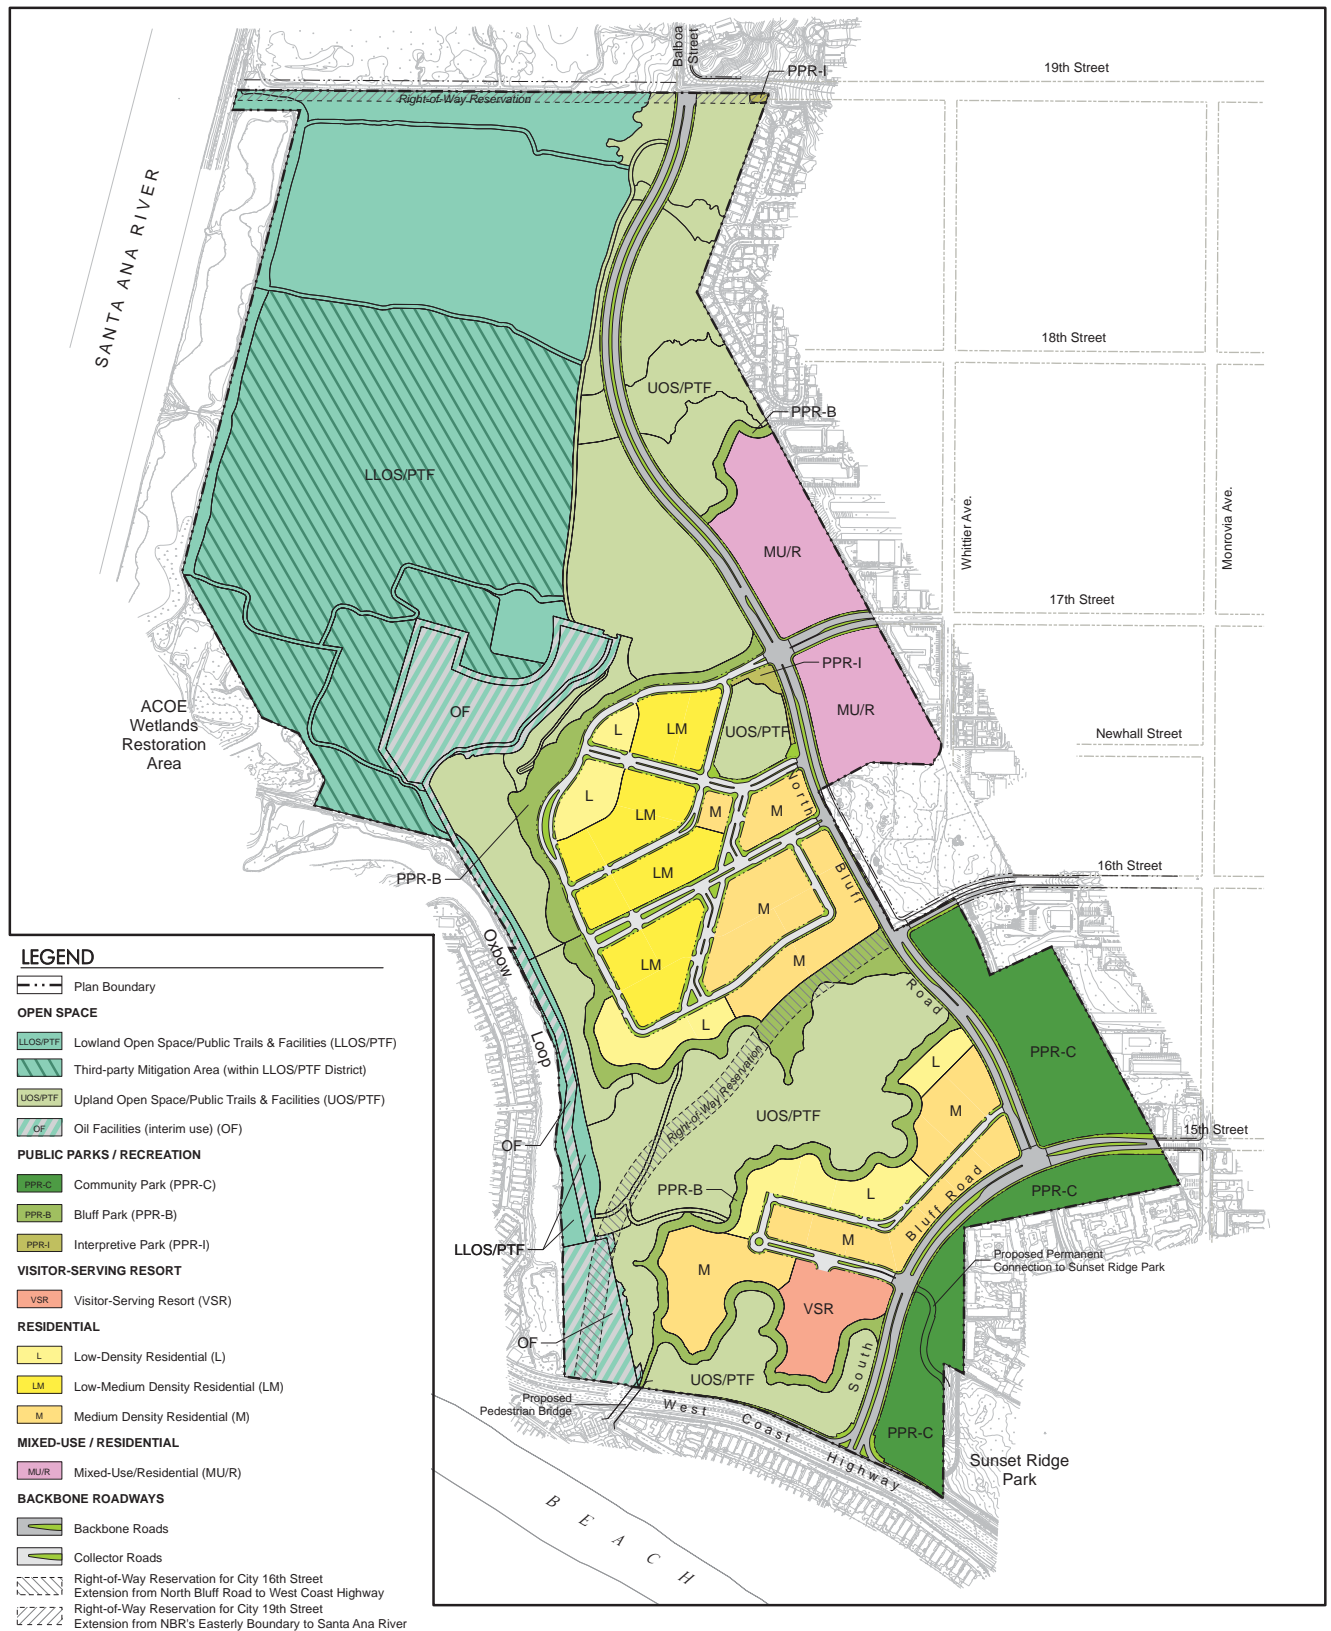 Balboa
Street
PPR-I
19th Street
Right-of-Way Reservation
SANTA ANA RIVER
18th Street
UOS/PTF
PPR-B
LLOS/PTF
Whittier Ave.
Monrovia Ave.
MU/R
17th Street
PPR-I
MU/R
OF
ACOE
Wetlands
Restoration
Area
L
LM
UOS/PTF
Newhall Street
North
L
LM
M
M
16th Street
PPR-B
LM
Bluff
M
Oxbow
LM
M
Road
L
Loop
PPR-C
L
Right-of-Way Reservation
UOS/PTF
M
15th Street
OF
PPR-B
L
PPR-C
Bluff Road
M
LLOS/PTF
Proposed Permanent
Connection to Sunset Ridge Park
M
VSR
OF
South
UOS/PTF
Proposed
Pedestrian Bridge
West Coast Highway
PPR-C
Sunset Ridge
Park
BEACH
LEGEND
Plan Boundary
OPEN SPACE
LLOS/PTF Lowland Open Space/Public Trails & Facilities (LLOS/PTF)
Third-party Mitigation Area (within LLOS/PTF District)
UOS/PTF Upland Open Space/Public Trails & Facilities (UOS/PTF)
OF Oil Facilities (interim use) (OF)
PUBLIC PARKS / RECREATION
PPR-C Community Park (PPR-C)
PPR-B Bluff Park (PPR-B)
PPR-I Interpretive Park (PPR-I)
VISITOR-SERVING RESORT
VSR Visitor-Serving Resort (VSR)
RESIDENTIAL
L Low-Density Residential (L)
LM Low-Medium Density Residential (LM)
M Medium Density Residential (M)
MIXED-USE / RESIDENTIAL
MU/R Mixed-Use/Residential (MU/R)
BACKBONE ROADWAYS
Backbone Roads
Collector Roads
Right-of-Way Reservation for City 16th Street
Extension from North Bluff Road to West Coast Highway
Right-of-Way Reservation for City 19th Street
Extension from NBR's Easterly Boundary to Santa Ana River